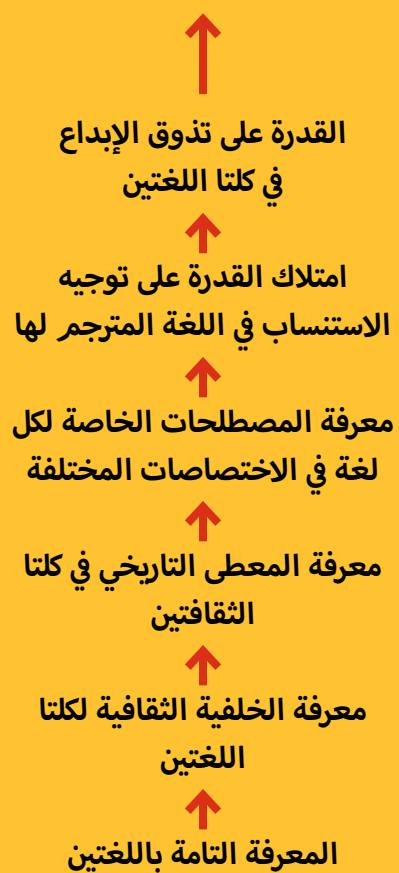 القدرة على تذوق الإبداع
في كلتا اللغتين
امتلاك القدرة على توجيه
الاستنساب في اللغة المترجم لها
معرفة المصطلحات الخاصة لكل
لغة في الاختصاصات المختلفة
معرفة المعطى التاريخي في كلتا
الثقافتين
معرفة الخلفية الثقافية لكلتا
اللغتين
المعرفة التامة باللغتين